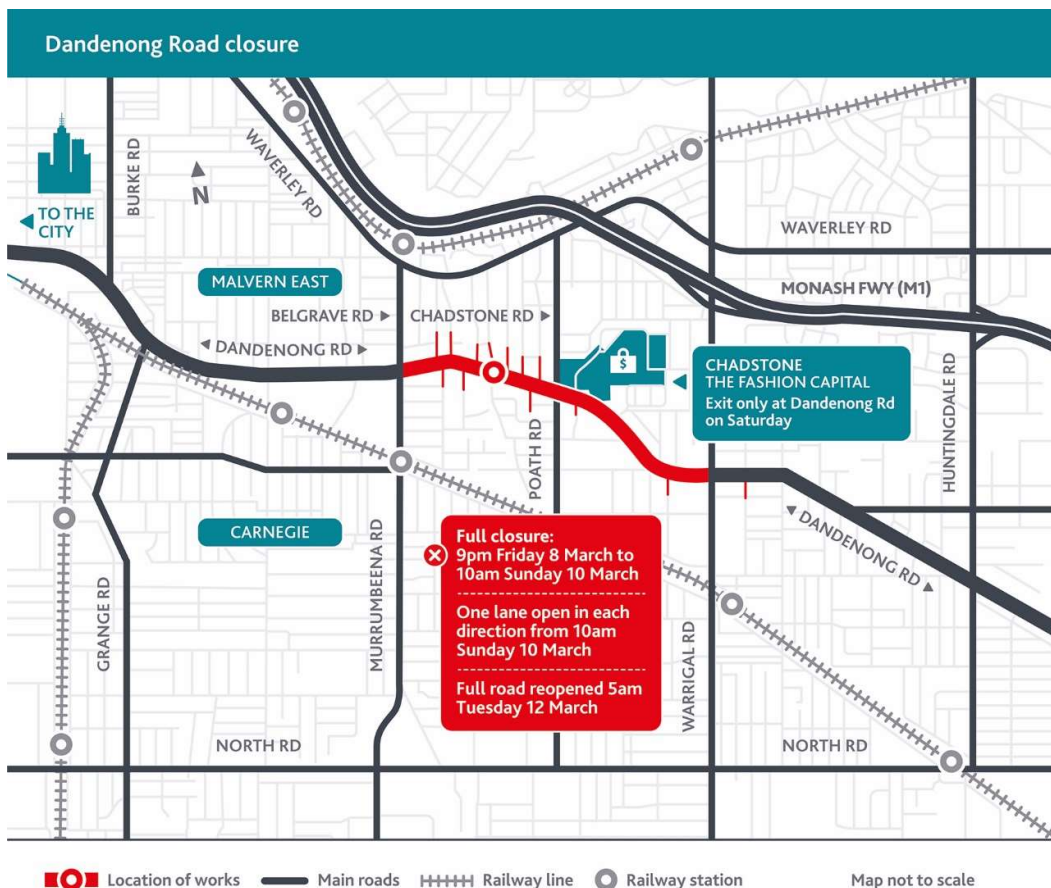 Dandenong Road closure
TO THE
CITY
BURKE RD
N
WAVERLEY RD
WAVERLEY RD
MALVERN EAST
MONASH FWY (M1)
BELGRAVE RD
CHADSTONE RD
DANDENONG RD
$
CHADSTONE
THE FASHION CAPITAL
Exit only at Dandenong Rd
on Saturday
HUNTINGDALE RD
POATH RD
CARNEGIE
Full closure:
9pm Friday 8 March to
10am Sunday 10 March
One lane open in each
direction from 10am
Sunday 10 March
Full road reopened 5am
Tuesday 12 March
DANDENONG RD
GRANGE RD
MURRUMBEENA RD
WARRIGAL RD
NORTH RD
NORTH RD
Location of works
Main roads
Railway line
Railway station
Map not to scale